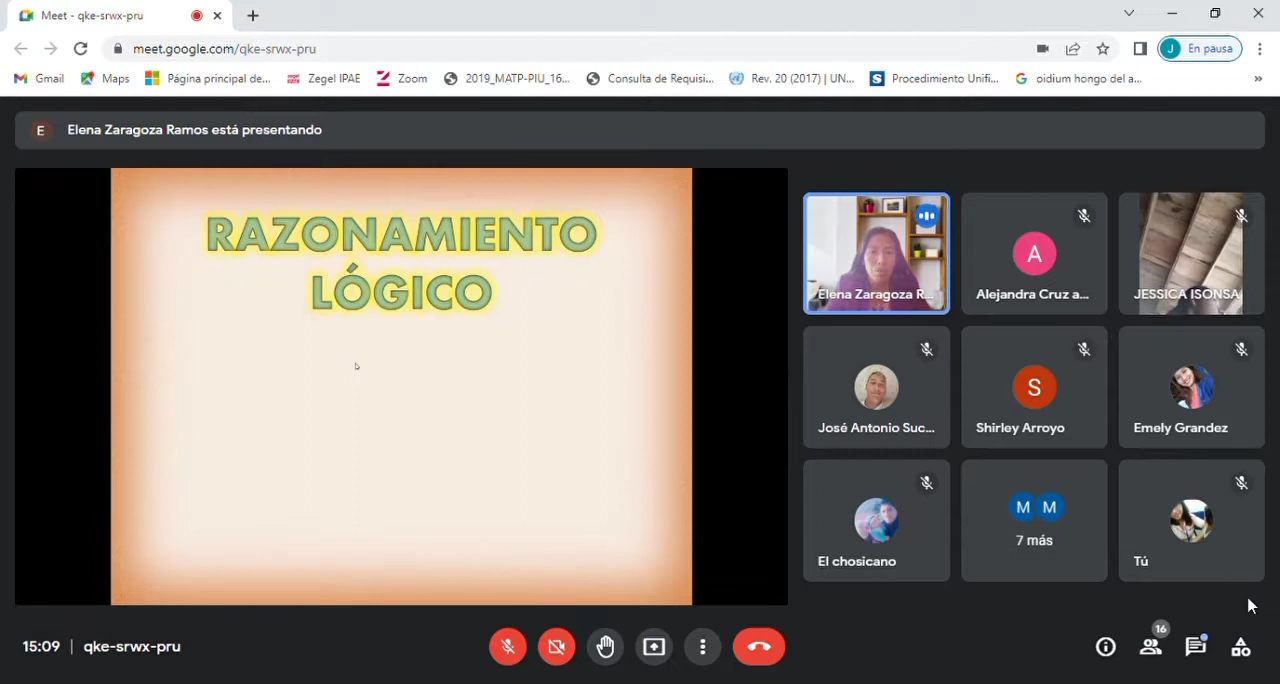 Meet - qke-srwx-pru
meet.google.com/qke-srwx-pru
J En pausa
Gmail Maps Página principal de... Zegel IPAE Zoom 2019_MATP-PIU_16... Consulta de Requisi... Rev. 20 (2017) | UN... Procedimiento Unifi... oidium hongo del a... »
E Elena Zaragoza Ramos está presentando
RAZONAMIENTO
LÓGICO
Elena Zaragoza R...
A
Alejandra Cruz a...
JESSICA ISONSA
José Antonio Suc...
S
Shirley Arroyo
Emely Grandez
El chosicano
M M
7 más
Tú
15:09 | qke-srwx-pru
16